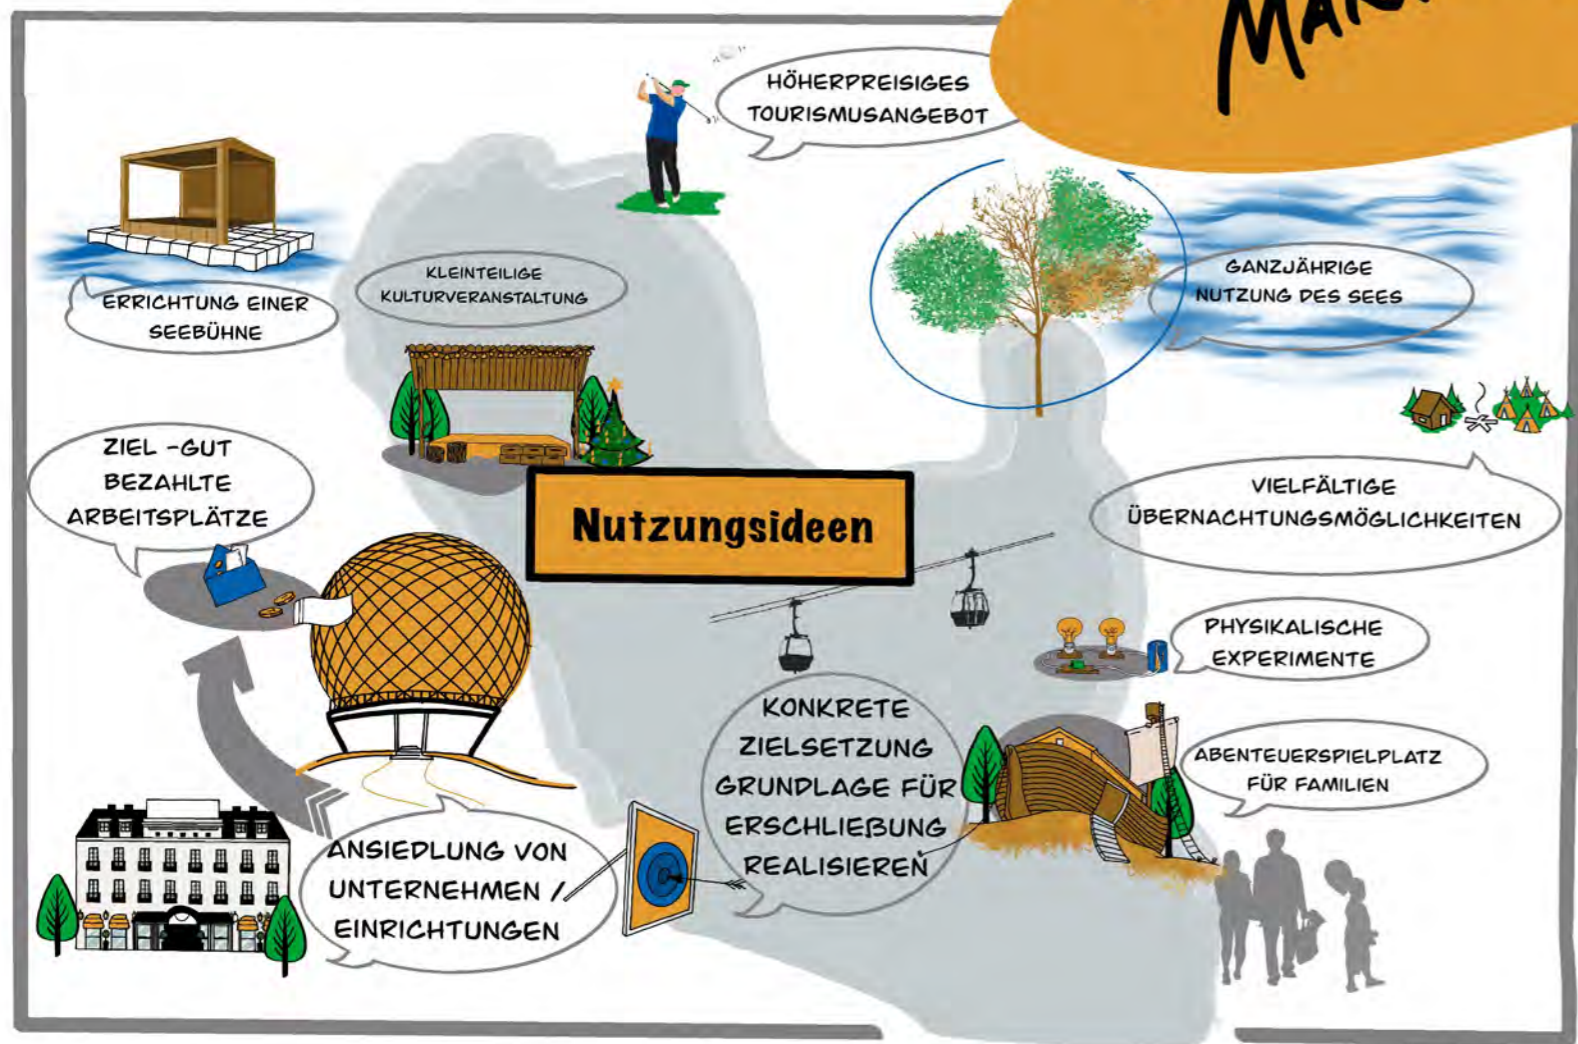 HÖHERPREISIGES
TOURISMUSANGEBOT
ERRICHTUNG EINER
SEEBÜHNE
KLEINTEILIGE
KULTURVERANSTALTUNG
GANZJÄHRIGE
NUTZUNG DES SEES
ZIEL -GUT
BEZAHLTE
ARBEITSPLÄTZE
Nutzungsideen
VIELFÄLTIGE
ÜBERNACHTUNGSMÖGLICHKEITEN
PHYSIKALISCHE
EXPERIMENTE
KONKRETE
ZIELSETZUNG
GRUNDLAGE FÜR
ERSCHLIEẞUNG
REALISIEREN
ABENTEUERSPIELPLATZ
FÜR FAMILIEN
ANSIEDLUNG VON
UNTERNEHMEN /
EINRICHTUNGEN